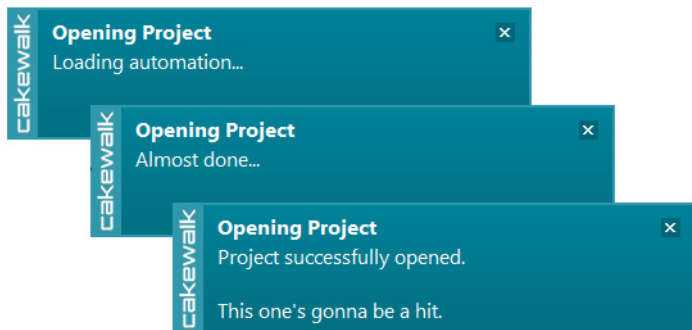 cakewalk
Opening Project
Loading automation...
cakewalk
Opening Project
Almost done...
cakewalk
Opening Project
Project successfully opened.
This one's gonna be a hit.